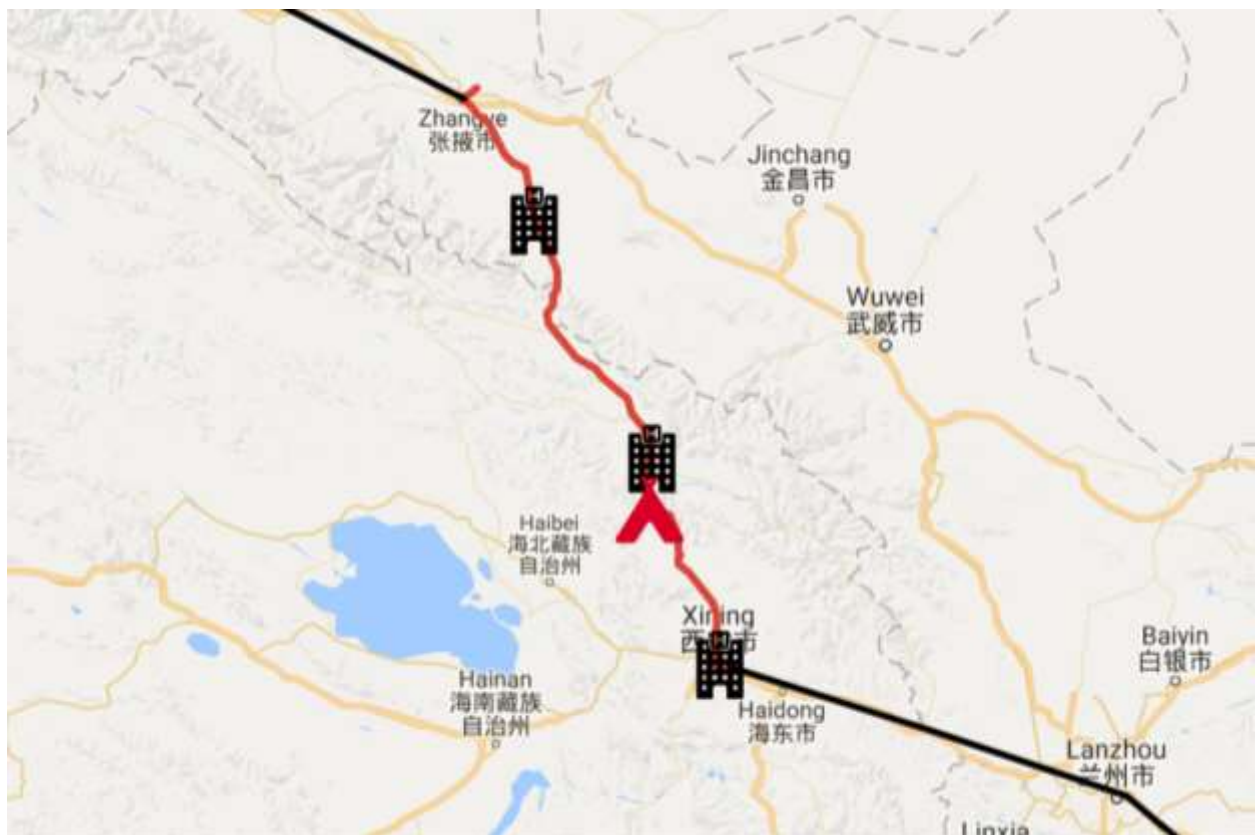 Zhangye
张掖市
Jinchang
金昌市
Wuwei
武威市
Haibei
海北藏族
自治州
Xining
Baiyin
白银市
Hainan
海南藏族
自治州
Haidong
海东市
Lanzhou
兰州市
Linxia